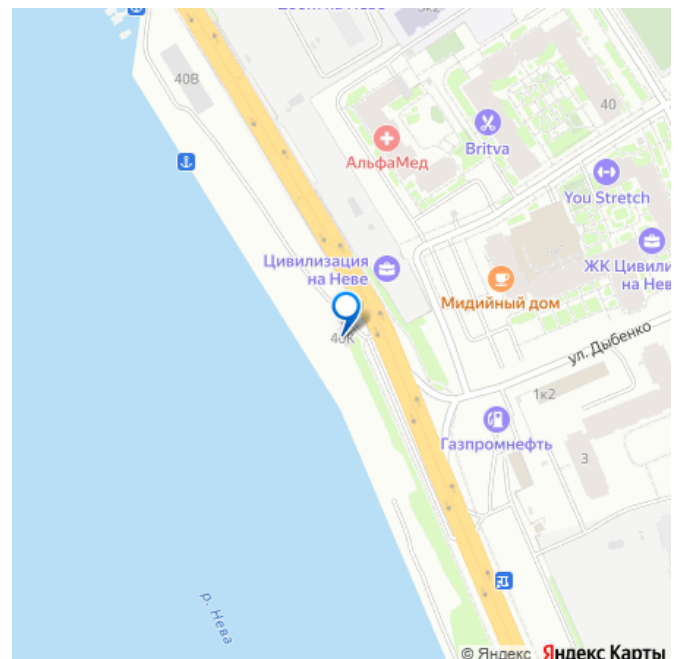 5к2
40В
40
АльфаМед
Britva
You Stretch
Цивилизация
на Неве
ЖК Цивили
на Нев
Мидийный дом
40К
ул. Дыбенко
1к2
Газпромнефть
3
р. Нева
© Яндекс Яндекс Карты